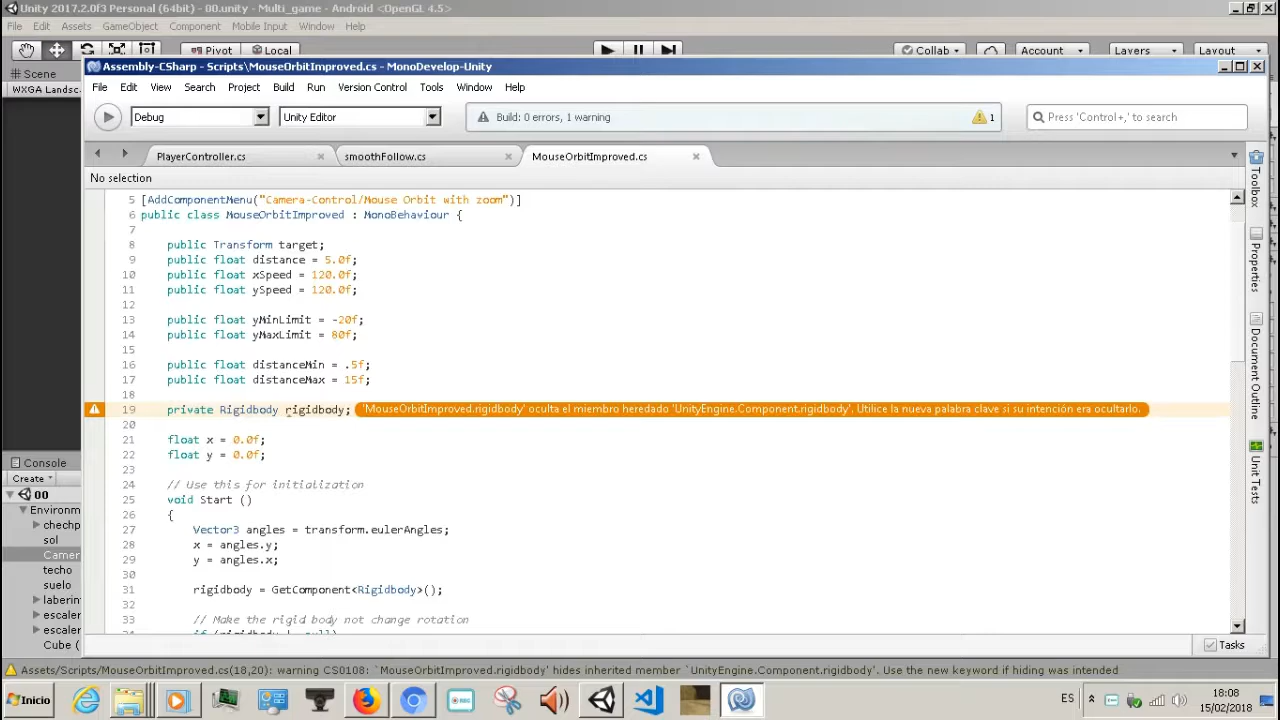 Unity 2017.2.0f3 Personal (64bit) - 00.unity - Multi_game - Android <OpenGL 4.5>
File Edit Assets GameObject Component Mobile Input Window Help
Pivot Local Collab Account Layers Layout
Scene
WXGA Landsc
Assembly-CSharp - Scripts\MouseOrbitImproved.cs - MonoDevelop-Unity
File Edit View Search Project Build Run Version Control Tools Window Help
Debug Unity Editor Build: 0 errors, 1 warning 1 Press 'Control+,' to search
PlayerController.cs smoothFollow.cs MouseOrbitImproved.cs
No selection
5 [AddComponentMenu("Camera-Control/Mouse Orbit with zoom")]
6 public class MouseOrbitImproved : MonoBehaviour {
7
8 public Transform target;
9 public float distance = 5.0f;
10 public float xSpeed = 120.0f;
11 public float ySpeed = 120.0f;
12
13 public float yMinLimit = -20f;
14 public float yMaxLimit = 80f;
15
16 public float distanceMin = .5f;
17 public float distanceMax = 15f;
18
19 private Rigidbody rigidbody; 'MouseOrbitImproved.rigidbody' oculta el miembro heredado 'UnityEngine.Component.rigidbody'. Utilice la nueva palabra clave si su intención era ocultarlo.
20
21 float x = 0.0f;
22 float y = 0.0f;
23
24 // Use this for initialization
25 void Start ()
26 {
27 Vector3 angles = transform.eulerAngles;
28 x = angles.y;
29 y = angles.x;
30
31 rigidbody = GetComponent<Rigidbody>();
32
33 // Make the rigid body not change rotation
Toolbox
Properties
Document Outline
Unit Tests
Console
Create
00
Environm
chechp
sol
Camer
techo
suelo
laberin
escaler
escaler
Cube (
Tasks
Assets/Scripts/MouseOrbitImproved.cs(18,20): warning CS0108: `MouseOrbitImproved.rigidbody' hides inherited member `UnityEngine.Component.rigidbody'. Use the new keyword if hiding was intended
Inicio ES 18:08
15/02/2018